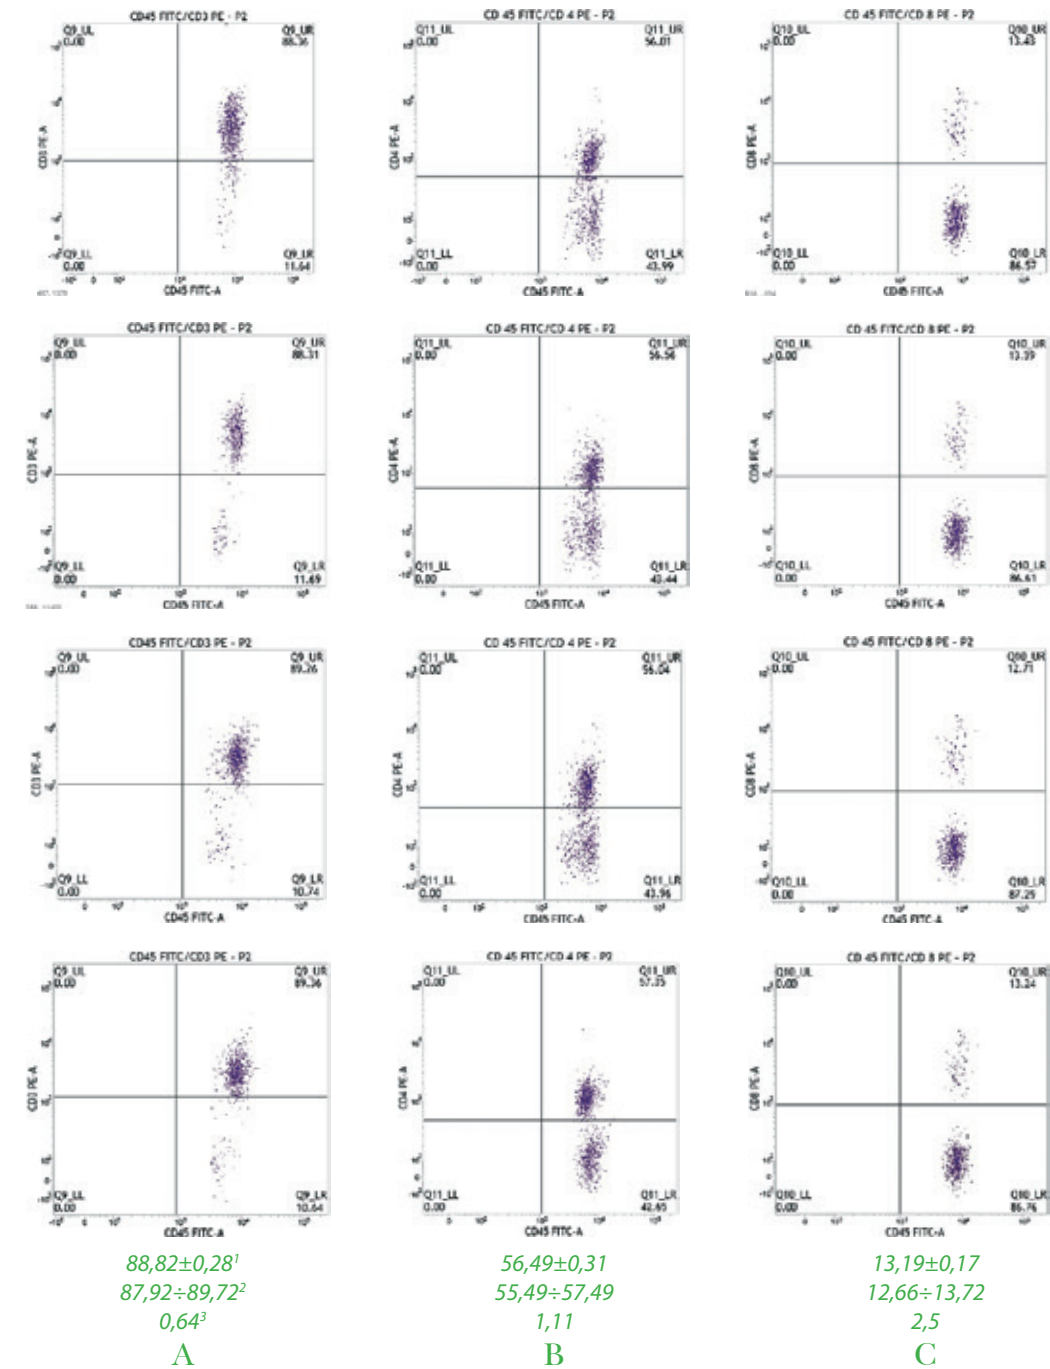 CD45 FITC/CD3 PE - P2
Q9_UL
0.00
Q9_UR
88.36
CD3 PE-A
Q9_LL
0.00
Q9_LR
11.64
CD45 FITC-A
CD 45 FITC/CD 4 PE - P2
Q11_UL
0.00
Q11_UR
56.01
CD4 PE-A
Q11_LL
0.00
Q11_LR
43.99
CD45 FITC-A
CD 45 FITC/CD 8 PE - P2
Q10_UL
0.00
Q10_UR
13.43
CD8 PE-A
Q10_LL
0.00
Q10_LR
86.57
CD45 FITC-A
CD45 FITC/CD3 PE - P2
Q9_UL
0.00
Q9_UR
88.31
CD3 PE-A
Q9_LL
0.00
Q9_LR
11.69
CD45 FITC-A
CD 45 FITC/CD 4 PE - P2
Q11_UL
0.00
Q11_UR
56.56
CD4 PE-A
Q11_LL
0.00
Q11_LR
43.44
CD45 FITC-A
CD 45 FITC/CD 8 PE - P2
Q10_UL
0.00
Q10_UR
13.39
CD8 PE-A
Q10_LL
0.00
Q10_LR
86.61
CD45 FITC-A
CD45 FITC/CD3 PE - P2
Q9_UL
0.00
Q9_UR
89.26
CD3 PE-A
Q9_LL
0.00
Q9_LR
10.74
CD45 FITC-A
CD 45 FITC/CD 4 PE - P2
Q11_UL
0.00
Q11_UR
56.04
CD4 PE-A
Q11_LL
0.00
Q11_LR
43.96
CD45 FITC-A
CD 45 FITC/CD 8 PE - P2
Q10_UL
0.00
Q10_UR
12.71
CD8 PE-A
Q10_LL
0.00
Q10_LR
87.29
CD45 FITC-A
CD45 FITC/CD3 PE - P2
Q9_UL
0.00
Q9_UR
89.36
CD3 PE-A
Q9_LL
0.00
Q9_LR
10.64
CD45 FITC-A
CD 45 FITC/CD 4 PE - P2
Q11_UL
0.00
Q11_UR
57.35
CD4 PE-A
Q11_LL
0.00
Q11_LR
42.65
CD45 FITC-A
CD 45 FITC/CD 8 PE - P2
Q10_UL
0.00
Q10_UR
13.24
CD8 PE-A
Q10_LL
0.00
Q10_LR
86.76
CD45 FITC-A
88,82±0,28¹
56,49±0,31
13,19±0,17
87,92÷89,72²
55,49÷57,49
12,66÷13,72
0,64³
1,11
2,5
A
B
C